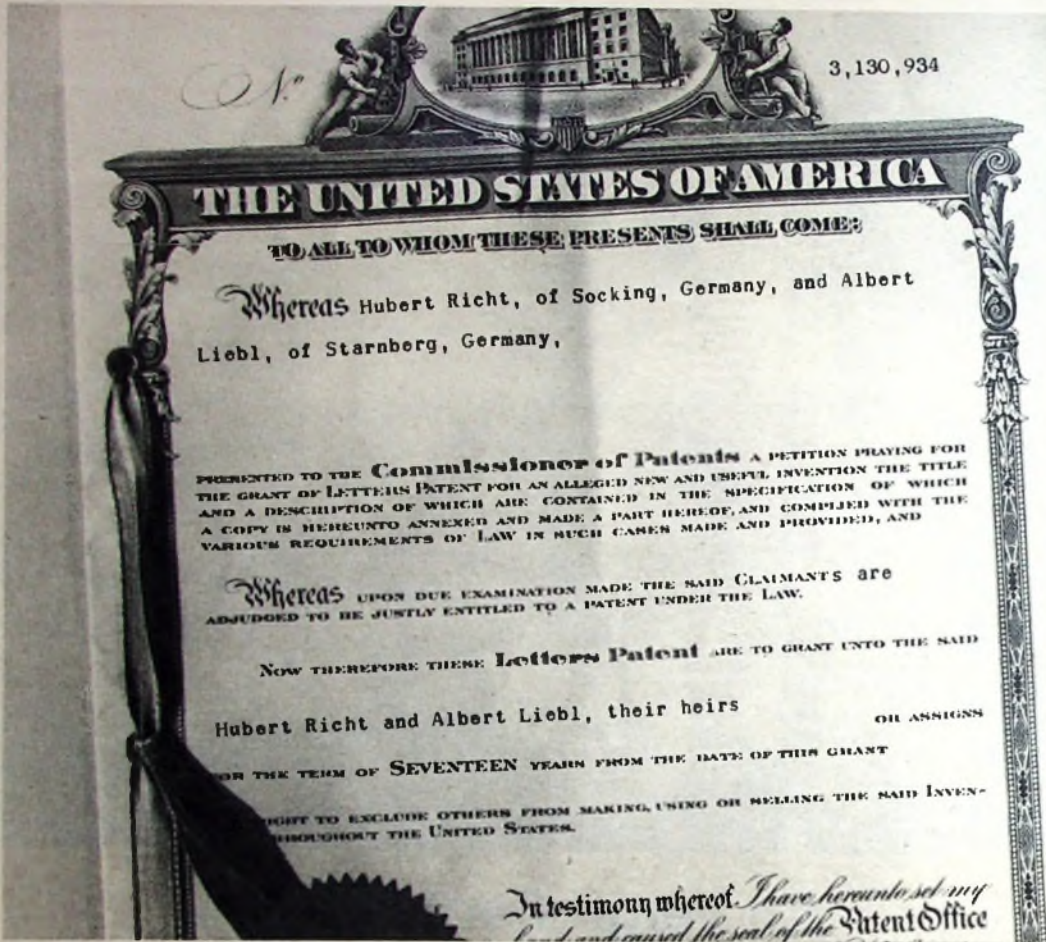 No 3,130,934
THE UNITED STATES OF AMERICA
TO ALL TO WHOM THESE PRESENTS SHALL COME:
Whereas Hubert Richt, of Socking, Germany, and Albert
Liebl, of Starnberg, Germany,
PRESENTED TO THE Commissioner of Patents A PETITION PRAYING FOR
THE GRANT OF LETTERS PATENT FOR AN ALLEGED NEW AND USEFUL INVENTION THE TITLE
AND A DESCRIPTION OF WHICH ARE CONTAINED IN THE SPECIFICATION OF WHICH
A COPY IS HEREUNTO ANNEXED AND MADE A PART HEREOF, AND COMPLIED WITH THE
VARIOUS REQUIREMENTS OF LAW IN SUCH CASES MADE AND PROVIDED, AND
Whereas UPON DUE EXAMINATION MADE THE SAID CLAIMANTS are
ADJUDGED TO BE JUSTLY ENTITLED TO A PATENT UNDER THE LAW.
NOW THEREFORE THESE Letters Patent ARE TO GRANT UNTO THE SAID
Hubert Richt and Albert Liebl, their heirs
OR ASSIGNS
THE TERM OF SEVENTEEN YEARS FROM THE DATE OF THIS GRANT
TO EXCLUDE OTHERS FROM MAKING, USING OR SELLING THE SAID INVEN-
THE UNITED STATES.
In testimony whereof I have hereunto set my
hand and caused the seal of the Patent Office